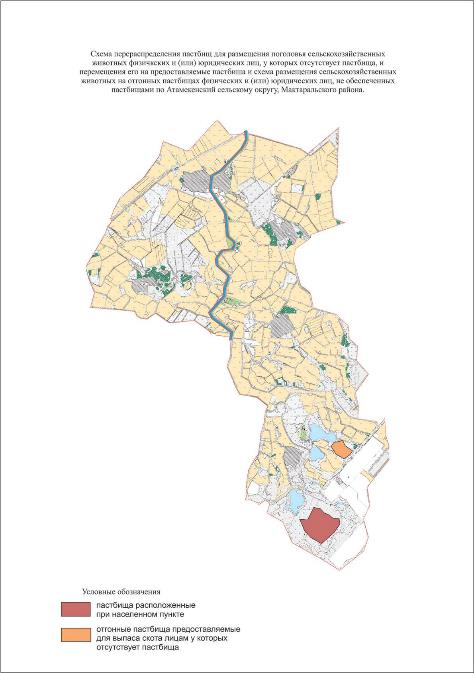 Схема перераспределения пастбищ для размещения поголовья сельскохозяйственных
животных физических и (или) юридических лиц, у которых отсутствует пастбища, и
перемещения его на предоставляемые пастбища и схема размещения сельскохозяйственных
животных на отгонных пастбищах физических и (или) юридических лиц, не обеспеченных
пастбищами по Атамекенский сельскому округу, Мактаральского района.
Условные обозначения
пастбища расположенные
при населенном пункте
отгонные пастбища предоставляемые
для выпаса скота лицам у которых
отсутствует пастбища